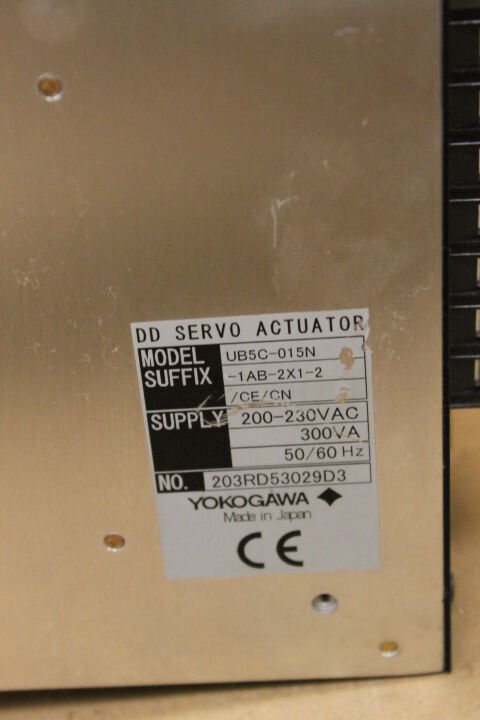 DD SERVO ACTUATOR
MODEL UB5C-015N
SUFFIX -1AB-2X1-2
/CE/CN
SUPPLY 200-230VAC
300VA
50/60 Hz
NO. 203RD53029D3
YOKOGAWA
Made in Japan
CE